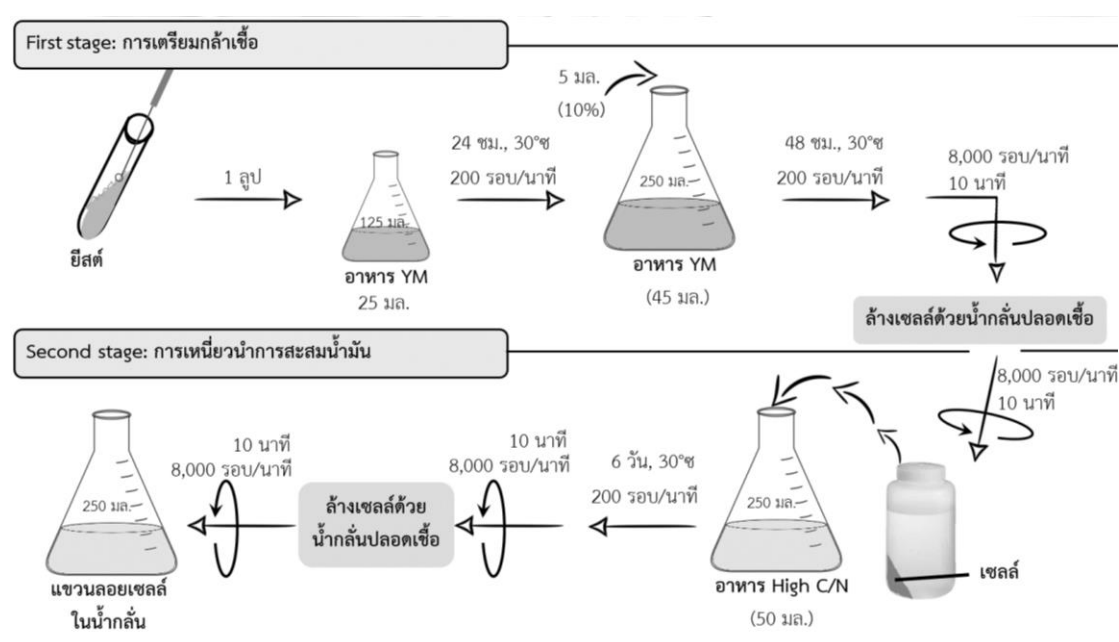 First stage: การเตรียมกล้าเชื้อ
ยีสต์
1 ลูป
125 มล.
อาหาร YM
25 มล.
24 ชม., 30°ซ
200 รอบ/นาที
5 มล.
(10%)
250 มล.
อาหาร YM
(45 มล.)
48 ชม., 30°ซ
200 รอบ/นาที
8,000 รอบ/นาที
10 นาที
ล้างเซลล์ด้วยน้ำกลั่นปลอดเชื้อ
Second stage: การเหนี่ยวนำการสะสมน้ำมัน
8,000 รอบ/นาที
10 นาที
เซลล์
250 มล.
อาหาร High C/N
(50 มล.)
6 วัน, 30°ซ
200 รอบ/นาที
10 นาที
8,000 รอบ/นาที
ล้างเซลล์ด้วย
น้ำกลั่นปลอดเชื้อ
10 นาที
8,000 รอบ/นาที
250 มล.
แขวนลอยเซลล์
ในน้ำกลั่น